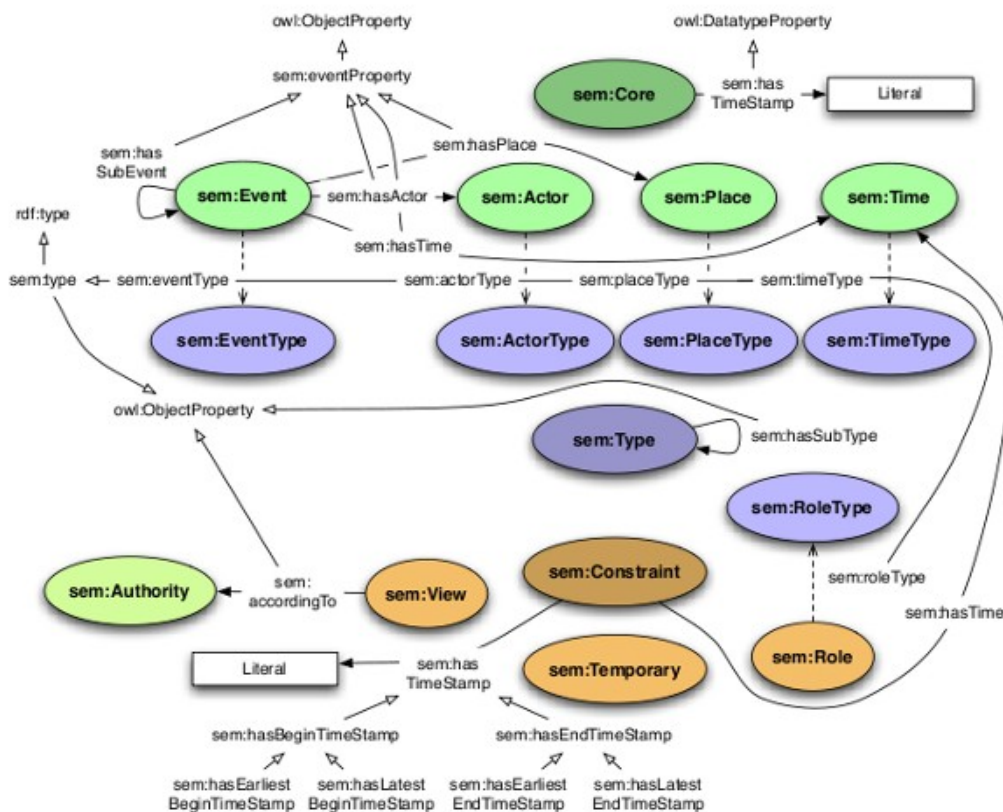 owl:ObjectProperty
owl:DatatypeProperty
sem:eventProperty
sem:Core
sem:has
TimeStamp
Literal
sem:has
SubEvent
sem:hasPlace
sem:Event
sem:hasActor
sem:Actor
sem:Place
sem:Time
rdf:type
sem:hasTime
sem:type
sem:eventType
sem:actorType
sem:placeType
sem:timeType
sem:EventType
sem:ActorType
sem:PlaceType
sem:TimeType
owl:ObjectProperty
sem:Type
sem:hasSubType
sem:RoleType
sem:Authority
sem:
accordingTo
sem:View
sem:Constraint
sem:roleType
sem:hasTime
Literal
sem:has
TimeStamp
sem:Temporary
sem:Role
sem:hasBeginTimeStamp
sem:hasEndTimeStamp
sem:hasEarliest
BeginTimeStamp
sem:hasLatest
BeginTimeStamp
sem:hasEarliest
EndTimeStamp
sem:hasLatest
EndTimeStamp